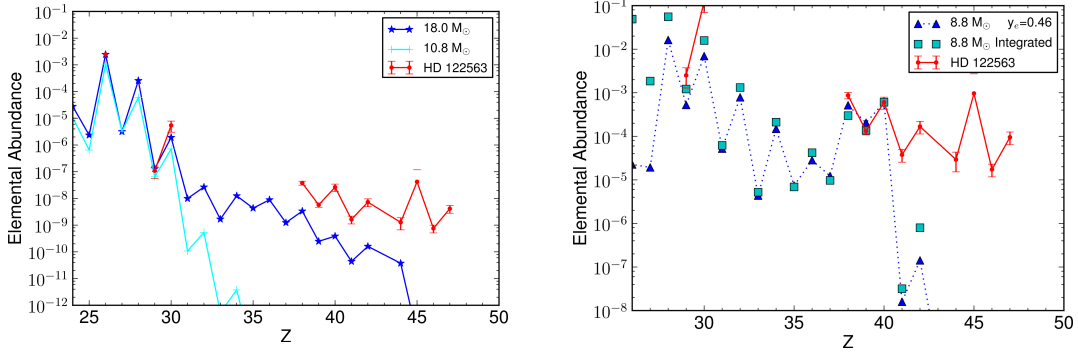 18.0 M⊙
10.8 M⊙
HD 122563
10⁻¹
10⁻²
10⁻³
10⁻⁴
10⁻⁵
10⁻⁶
10⁻⁷
10⁻⁸
10⁻⁹
10⁻¹⁰
10⁻¹¹
10⁻¹²
Elemental Abundance
25 30 35 40 45 50
Z
8.8 M⊙ yₑ=0.46
8.8 M⊙ Integrated
HD 122563
10⁻¹
10⁻²
10⁻³
10⁻⁴
10⁻⁵
10⁻⁶
10⁻⁷
10⁻⁸
Elemental Abundance
30 35 40 45 50
Z